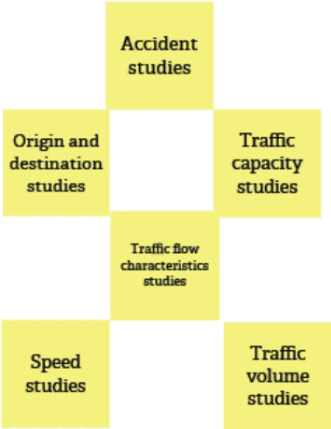 Accident
studies
Origin and
destination
studies
Traffic
capacity
studies
Traffic flow
characteristics
studies
Speed
studies
Traffic
volume
studies